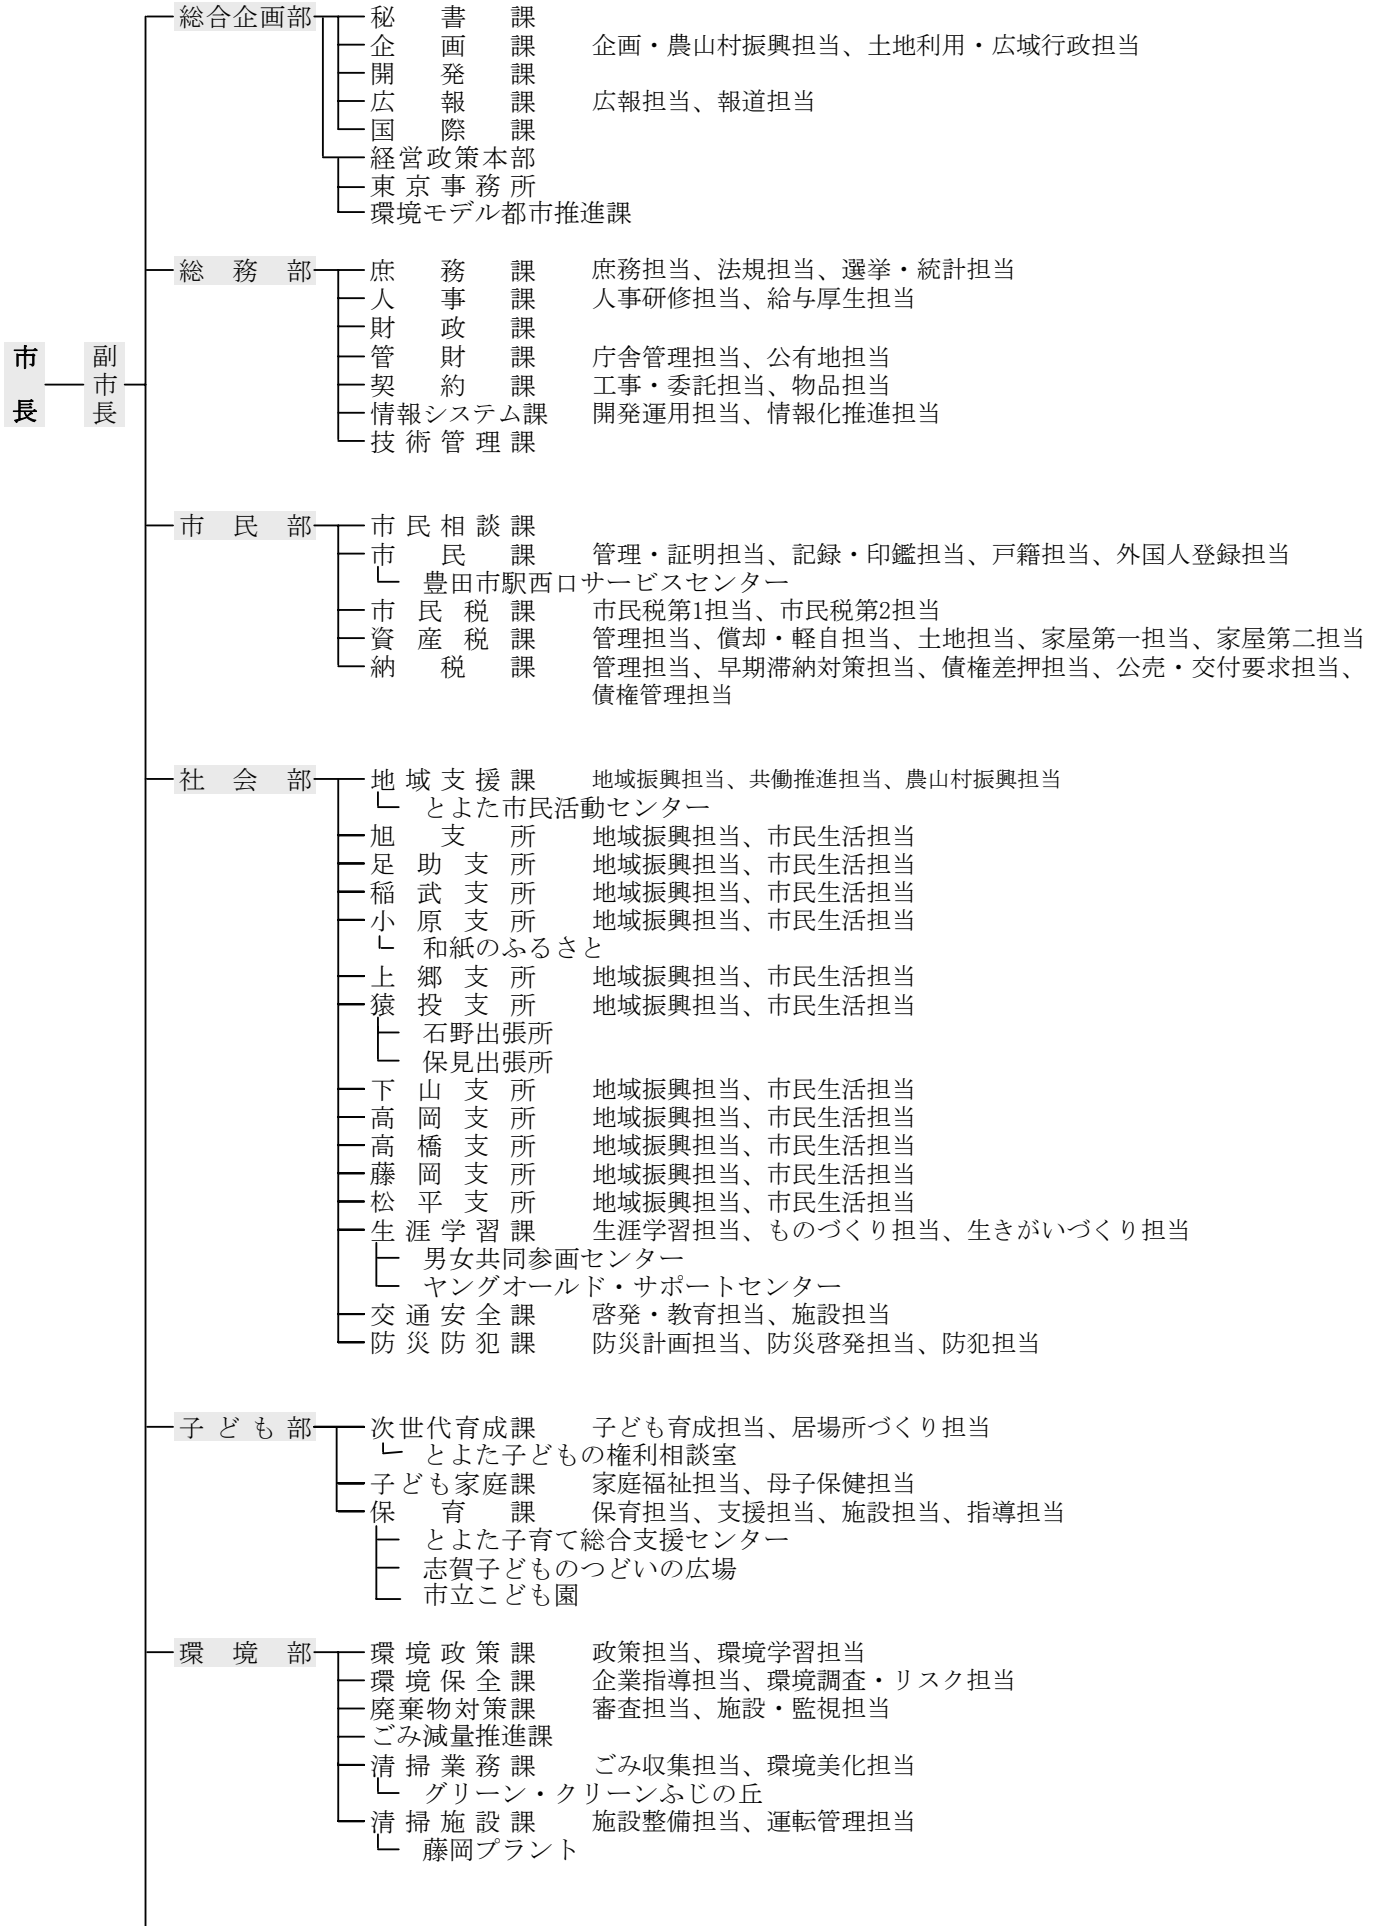 総合企画部 秘書課
企画課 企画・農山村振興担当、土地利用・広域行政担当
開発課
広報課 広報担当、報道担当
国際課
経営政策本部
東京事務所
環境モデル都市推進課
総務部 庶務課 庶務担当、法規担当、選挙・統計担当
人事課 人事研修担当、給与厚生担当
財政課
市長 副市長 管財課 庁舎管理担当、公有地担当
契約課 工事・委託担当、物品担当
情報システム課 開発運用担当、情報化推進担当
技術管理課
市民部 市民相談課
市民課 管理・証明担当、記録・印鑑担当、戸籍担当、外国人登録担当
豊田市駅西口サービスセンター
市民税課 市民税第1担当、市民税第2担当
資産税課 管理担当、償却・軽自担当、土地担当、家屋第一担当、家屋第二担当
納税課 管理担当、早期滞納対策担当、債権差押担当、公売・交付要求担当、
債権管理担当
社会部 地域支援課 地域振興担当、共働推進担当、農山村振興担当
とよた市民活動センター
旭支所 地域振興担当、市民生活担当
足助支所 地域振興担当、市民生活担当
稲武支所 地域振興担当、市民生活担当
小原支所 地域振興担当、市民生活担当
和紙のふるさと
上郷支所 地域振興担当、市民生活担当
猿投支所 地域振興担当、市民生活担当
石野出張所
保見出張所
下山支所 地域振興担当、市民生活担当
高岡支所 地域振興担当、市民生活担当
高橋支所 地域振興担当、市民生活担当
藤岡支所 地域振興担当、市民生活担当
松平支所 地域振興担当、市民生活担当
生涯学習課 生涯学習担当、ものづくり担当、生きがいづくり担当
男女共同参画センター
ヤングオールド・サポートセンター
交通安全課 啓発・教育担当、施設担当
防災防犯課 防災計画担当、防災啓発担当、防犯担当
子ども部 次世代育成課 子ども育成担当、居場所づくり担当
とよた子どもの権利相談室
子ども家庭課 家庭福祉担当、母子保健担当
保育課 保育担当、支援担当、施設担当、指導担当
とよた子育て総合支援センター
志賀子どものつどいの広場
市立こども園
環境部 環境政策課 政策担当、環境学習担当
環境保全課 企業指導担当、環境調査・リスク担当
廃棄物対策課 審査担当、施設・監視担当
ごみ減量推進課
清掃業務課 ごみ収集担当、環境美化担当
グリーン・クリーンふじの丘
清掃施設課 施設整備担当、運転管理担当
藤岡プラント